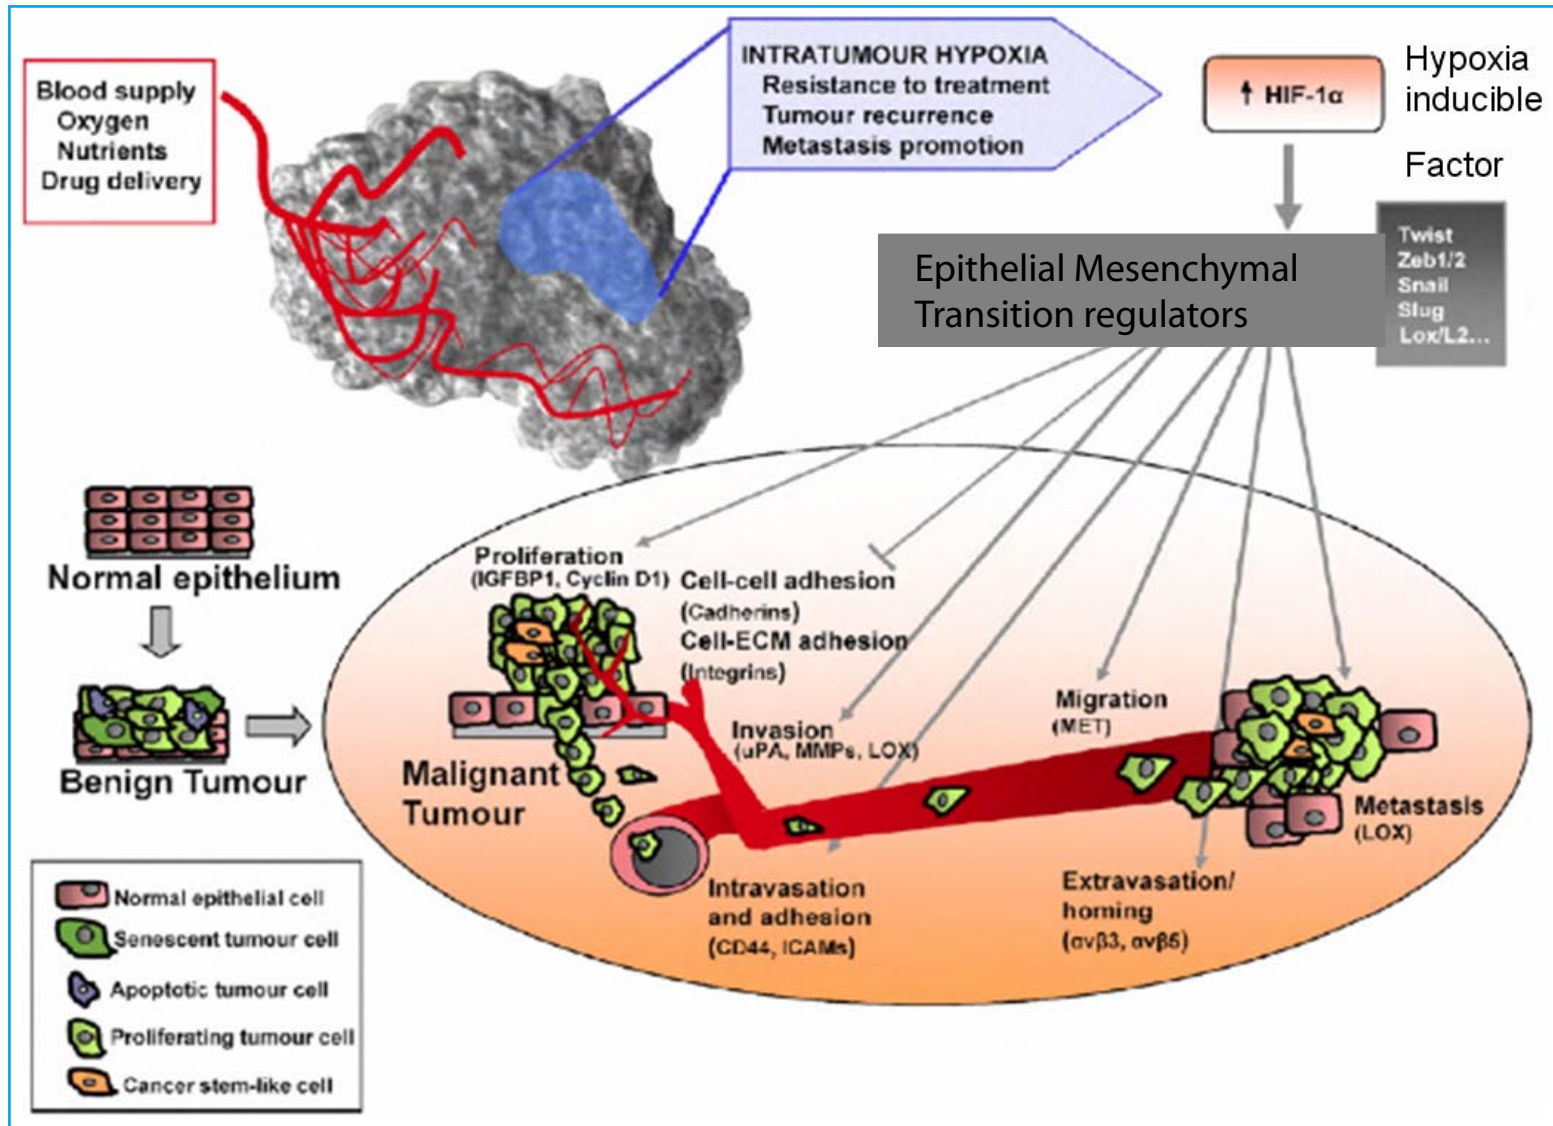 Blood supply
Oxygen
Nutrients
Drug delivery
INTRATUMOUR HYPOXIA
Resistance to treatment
Tumour recurrence
Metastasis promotion
↑ HIF-1α
Hypoxia
inducible
Factor
Epithelial Mesenchymal
Transition regulators
Twist
Zeb1/2
Snail
Slug
Lox/L2...
Normal epithelium
Benign Tumour
Proliferation
(IGFBP1, Cyclin D1)
Cell-cell adhesion
(Cadherins)
Cell-ECM adhesion
(Integrins)
Malignant
Tumour
Invasion
(uPA, MMPs, LOX)
Migration
(MET)
Metastasis
(LOX)
Intravasation
and adhesion
(CD44, ICAMs)
Extravasation/
homing
(αvβ3, αvβ5)
Normal epithelial cell
Senescent tumour cell
Apoptotic tumour cell
Proliferating tumour cell
Cancer stem-like cell